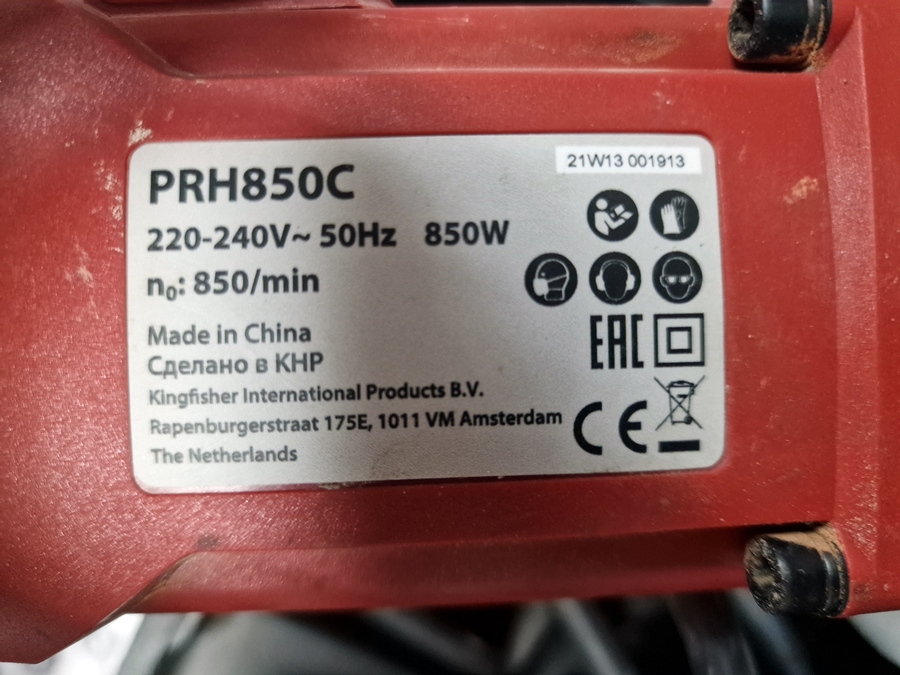 21W13 001913
PRH850C
220-240V~ 50Hz 850W
n₀: 850/min
Made in China
Сделано в КНР
Kingfisher International Products B.V.
Rapenburgerstraat 175E, 1011 VM Amsterdam
The Netherlands
EAC
CE